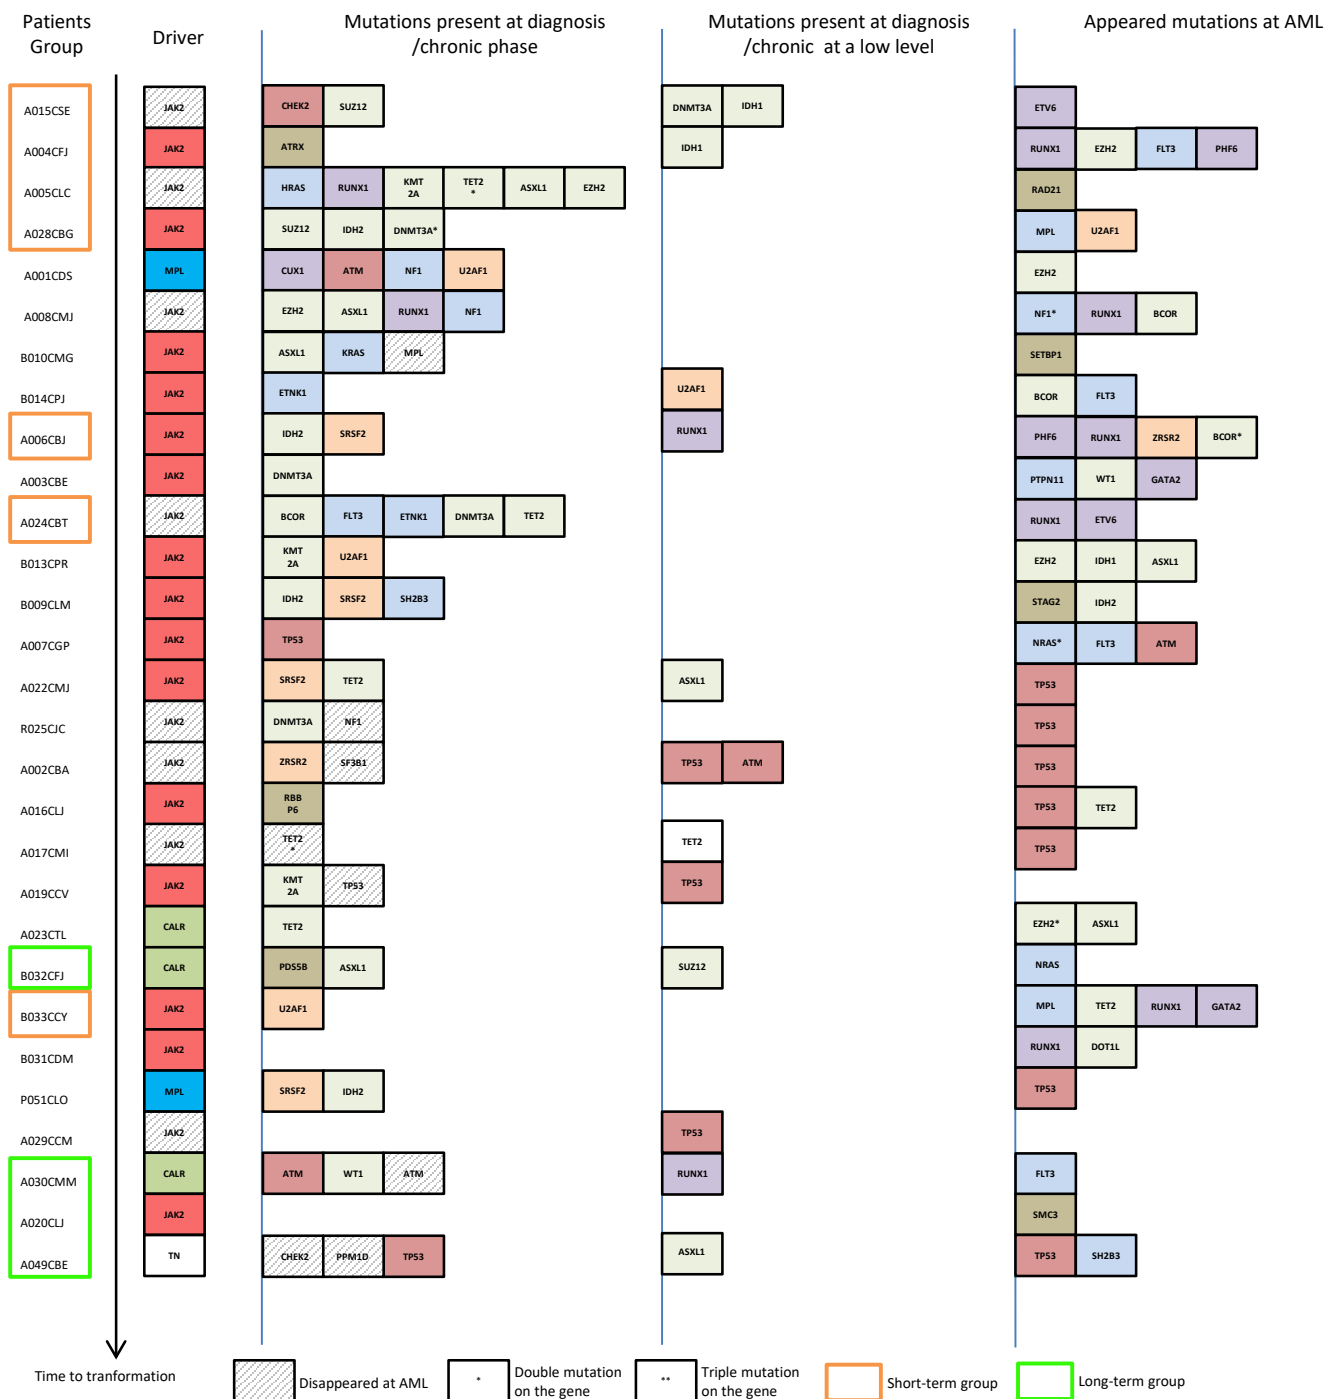 Patients
Group
Driver
Mutations present at diagnosis
/chronic phase
Mutations present at diagnosis
/chronic  at a low level
Appeared mutations at AML
A015CSE JAK2 CHEK2 SUZ12 DNMT3A IDH1 ETV6
A004CFJ JAK2 ATRX IDH1 RUNX1 EZH2 FLT3 PHF6
A005CLC JAK2 HRAS RUNX1 KMT
2A TET2
* ASXL1 EZH2 RAD21
A028CBG JAK2 SUZ12 IDH2 DNMT3A* MPL U2AF1
A001CDS MPL CUX1 ATM NF1 U2AF1 EZH2
A008CMJ JAK2 EZH2 ASXL1 RUNX1 NF1 NF1* RUNX1 BCOR
B010CMG JAK2 ASXL1 KRAS MPL SETBP1
B014CPJ JAK2 ETNK1 U2AF1 BCOR FLT3
A006CBJ JAK2 IDH2 SRSF2 RUNX1 PHF6 RUNX1 ZRSR2 BCOR*
A003CBE JAK2 DNMT3A PTPN11 WT1 GATA2
A024CBT JAK2 BCOR FLT3 ETNK1 DNMT3A TET2 RUNX1 ETV6
B013CPR JAK2 KMT
2A U2AF1 EZH2 IDH1 ASXL1
B009CLM JAK2 IDH2 SRSF2 SH2B3 STAG2 IDH2
A007CGP JAK2 TP53 NRAS* FLT3 ATM
A022CMJ JAK2 SRSF2 TET2 ASXL1 TP53
R025CJC JAK2 DNMT3A NF1 TP53
A002CBA JAK2 ZRSR2 SF3B1 TP53 ATM TP53
A016CLJ JAK2 RBB
P6 TP53 TET2
A017CMI JAK2 TET2
* TET2 TP53
A019CCV JAK2 KMT
2A TP53 TP53
A023CTL CALR TET2 EZH2* ASXL1
B032CFJ CALR PDS5B ASXL1 SUZ12 NRAS
B033CCY JAK2 U2AF1 MPL TET2 RUNX1 GATA2
B031CDM JAK2 RUNX1 DOT1L
P051CLO MPL SRSF2 IDH2 TP53
A029CCM JAK2 TP53
A030CMM CALR ATM WT1 ATM RUNX1 FLT3
A020CLJ JAK2 SMC3
A049CBE TN CHEK2 PPM1D TP53 ASXL1 TP53 SH2B3
Time to tranformation
Disappeared at AML
* Double mutation
on the gene
** Triple mutation
on the gene
Short-term group
Long-term group